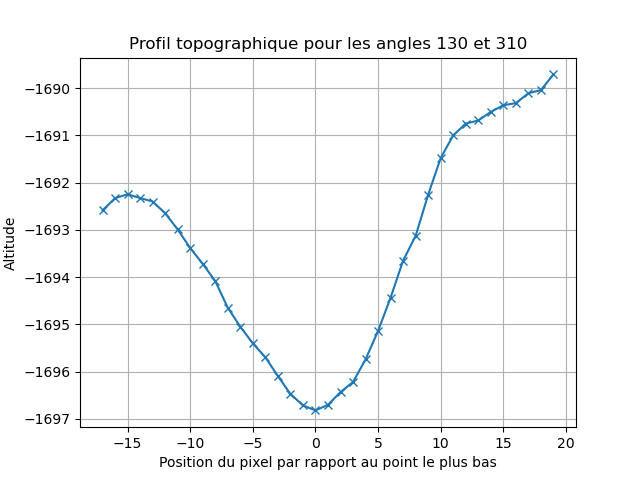 Profil topographique pour les angles 130 et 310
−1690
−1691
−1692
−1693
−1694
−1695
−1696
−1697
Altitude
−15 −10 −5 0 5 10 15 20
Position du pixel par rapport au point le plus bas